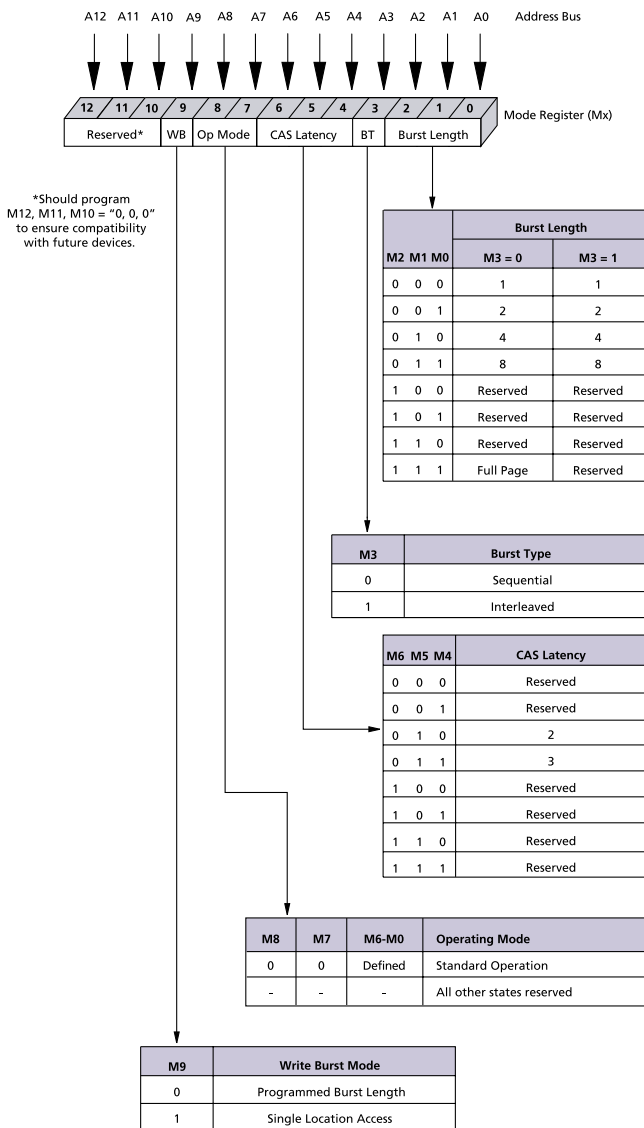 A12 A11 A10 A9 A8 A7 A6 A5 A4 A3 A2 A1 A0 Address Bus
12 11 10 9 8 7 6 5 4 3 2 1 0 Mode Register (Mx)
Reserved* WB Op Mode CAS Latency BT Burst Length
*Should program
M12, M11, M10 = “0, 0, 0”
to ensure compatibility
with future devices.
Burst Length
M2 M1 M0 M3 = 0 M3 = 1
0 0 0 1 1
0 0 1 2 2
0 1 0 4 4
0 1 1 8 8
1 0 0 Reserved Reserved
1 0 1 Reserved Reserved
1 1 0 Reserved Reserved
1 1 1 Full Page Reserved
M3 Burst Type
0 Sequential
1 Interleaved
M6 M5 M4 CAS Latency
0 0 0 Reserved
0 0 1 Reserved
0 1 0 2
0 1 1 3
1 0 0 Reserved
1 0 1 Reserved
1 1 0 Reserved
1 1 1 Reserved
M8 M7 M6-M0 Operating Mode
0 0 Defined Standard Operation
- - - All other states reserved
M9 Write Burst Mode
0 Programmed Burst Length
1 Single Location Access